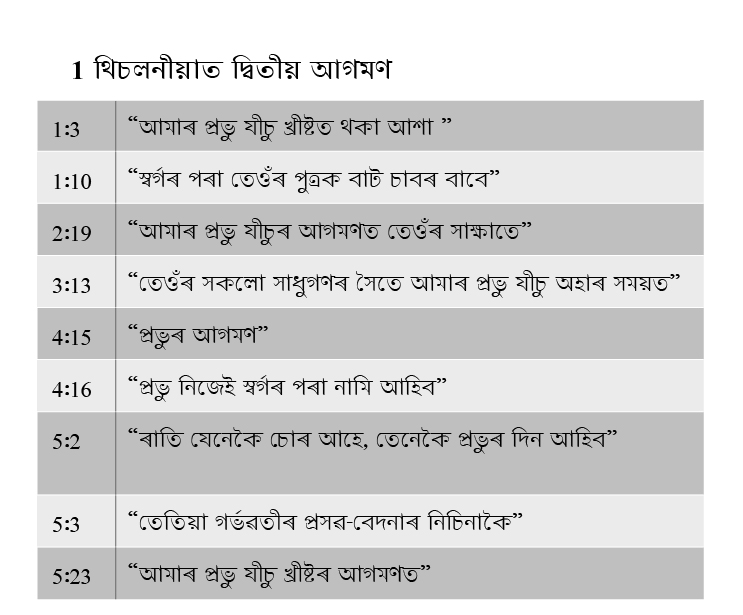 1 থিচলনীয়াত দ্বিতীয় আগমণ
1:3 “আমাৰ প্ৰভু যীচু খ্ৰীষ্টত থকা আশা ”
1:10 “স্বৰ্গৰ পৰা তেওঁৰ পুত্ৰক বাট চাবৰ বাবে”
2:19 “আমাৰ প্ৰভু যীচুৰ আগমণত তেওঁৰ সাক্ষাতে”
3:13 “তেওঁৰ সকলো সাধুগণৰ সৈতে আমাৰ প্ৰভু যীচু অহাৰ সময়ত”
4:15 “প্ৰভুৰ আগমণ”
4:16 “প্ৰভু নিজেই স্বৰ্গৰ পৰা নামি আহিব”
5:2 “ৰাতি যেনেকৈ চোৰ আহে, তেনেকৈ প্ৰভুৰ দিন আহিব”
5:3 “তেতিয়া গৰ্ভৱতীৰ প্ৰসৱ-বেদনাৰ নিচিনাকৈ”
5:23 “আমাৰ প্ৰভু যীচু খ্ৰীষ্টৰ আগমণত”